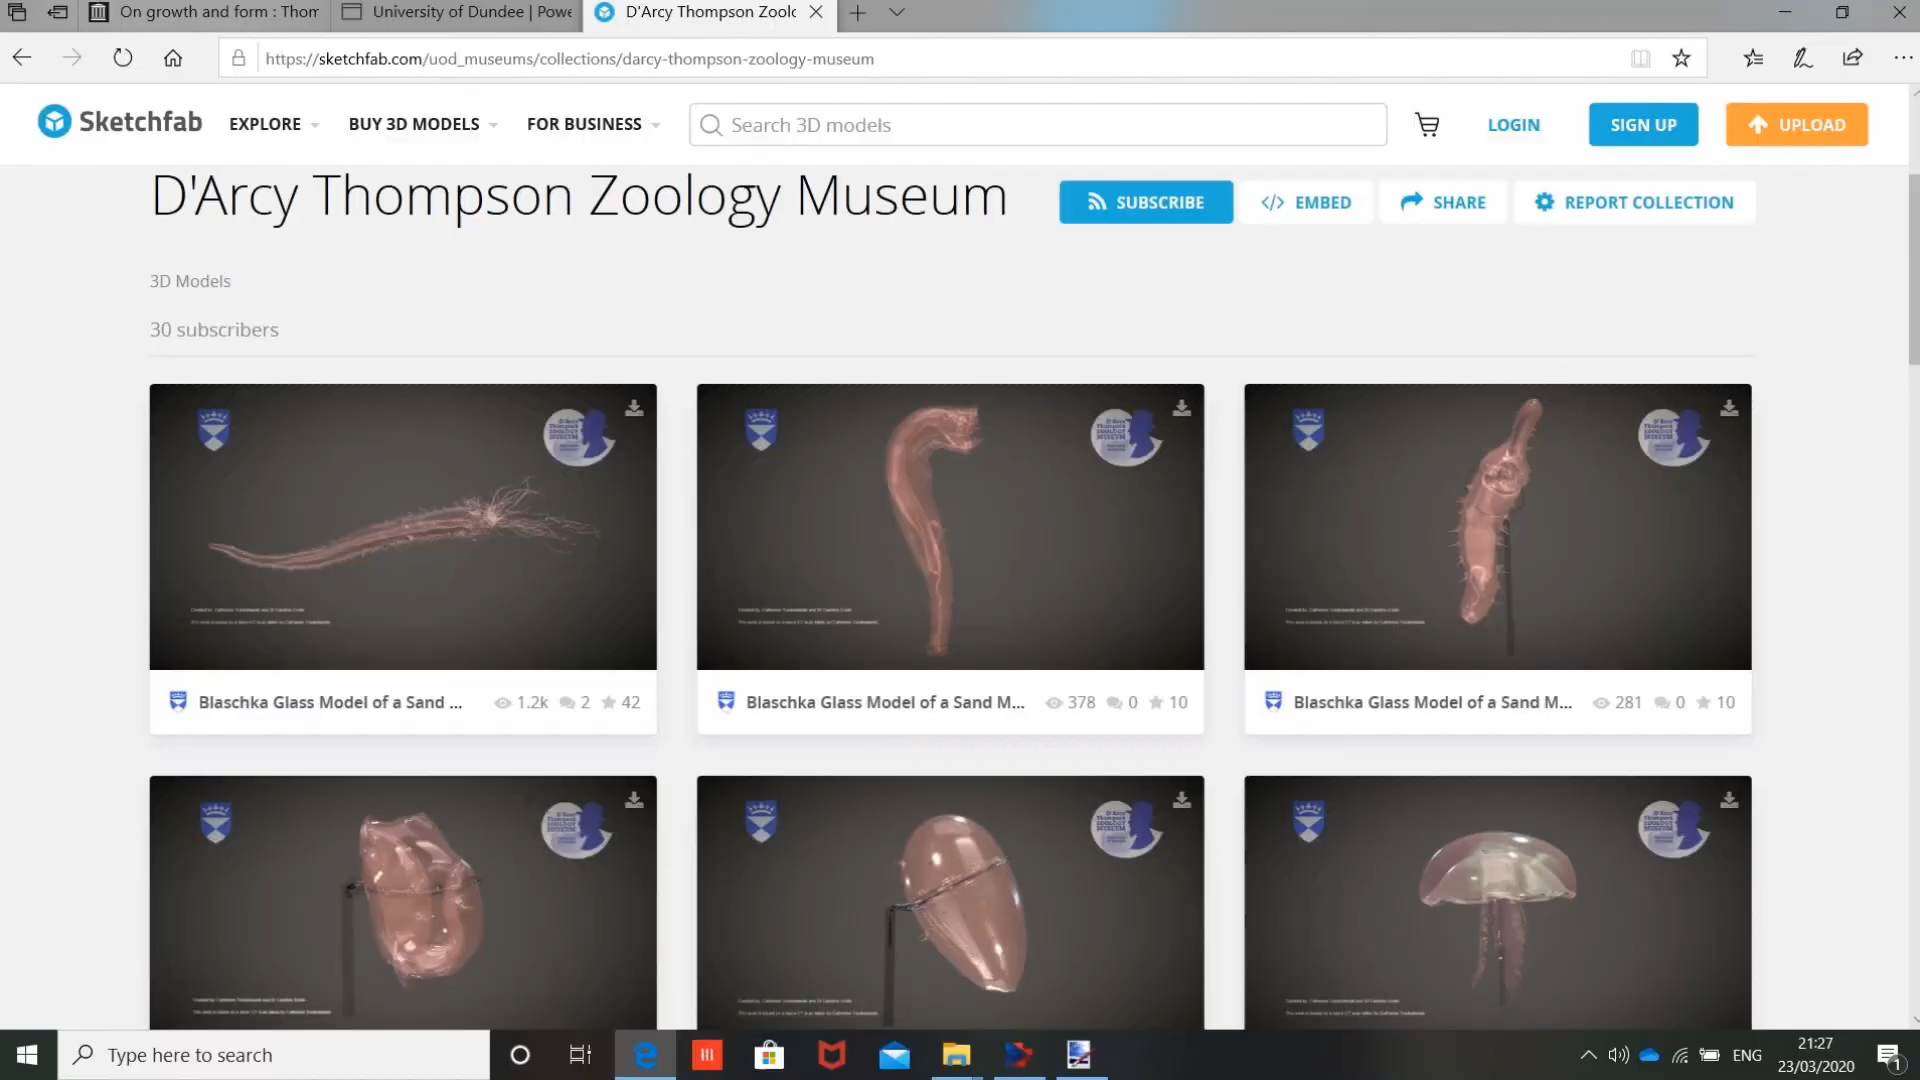 On growth and form : Thom
University of Dundee | Powe
D'Arcy Thompson Zoolo
https://sketchfab.com/uod_museums/collections/darcy-thompson-zoology-museum
Sketchfab
EXPLORE
BUY 3D MODELS
FOR BUSINESS
Search 3D models
LOGIN
SIGN UP
UPLOAD
D'Arcy Thompson Zoology Museum
SUBSCRIBE
</> EMBED
SHARE
REPORT COLLECTION
3D Models
30 subscribers
Blaschka Glass Model of a Sand ...
1.2k
2
42
Blaschka Glass Model of a Sand M...
378
0
10
Blaschka Glass Model of a Sand M...
281
0
10
Type here to search
ENG
21:27
23/03/2020
1